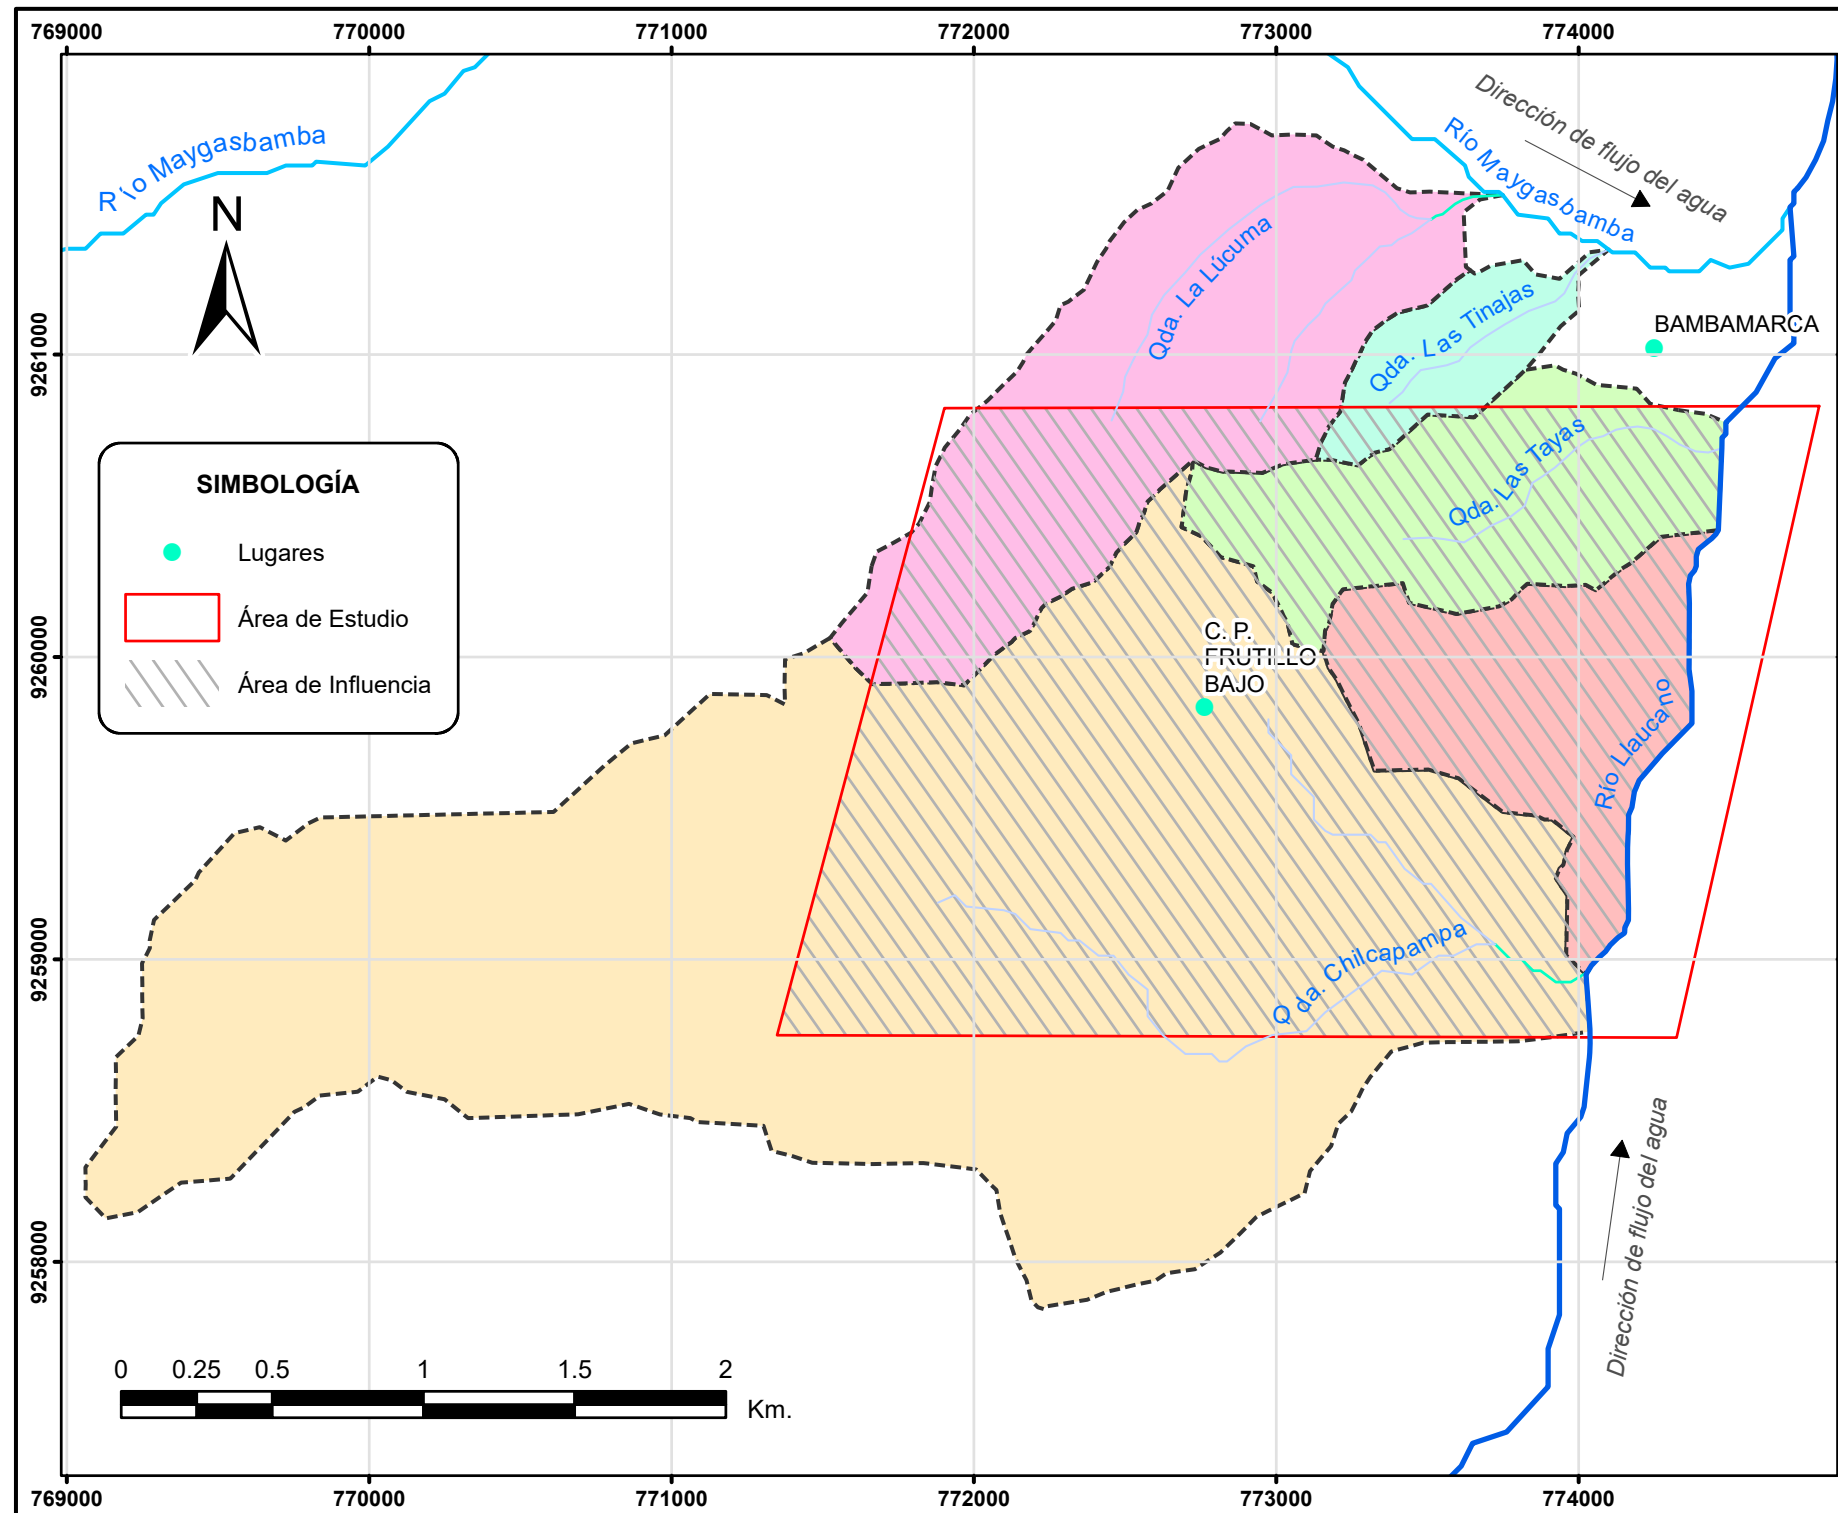 769000 770000 771000 772000 773000 774000
Dirección de flujo del agua
Río Maygasbamba
Río Maygasbamba
N
Qda. La Lúcuma
Qda. Las Tinajas
BAMBAMARCA
9261000
Qda. Las Tayas
SIMBOLOGÍA
Lugares
Área de Estudio
Área de Influencia
C. P.
FRUTILLO
BAJO
9260000
Río Llaucano
Qda. Chilcapampa
9259000
Dirección de flujo del agua
9258000
0 0.25 0.5 1 1.5 2
Km.
769000 770000 771000 772000 773000 774000